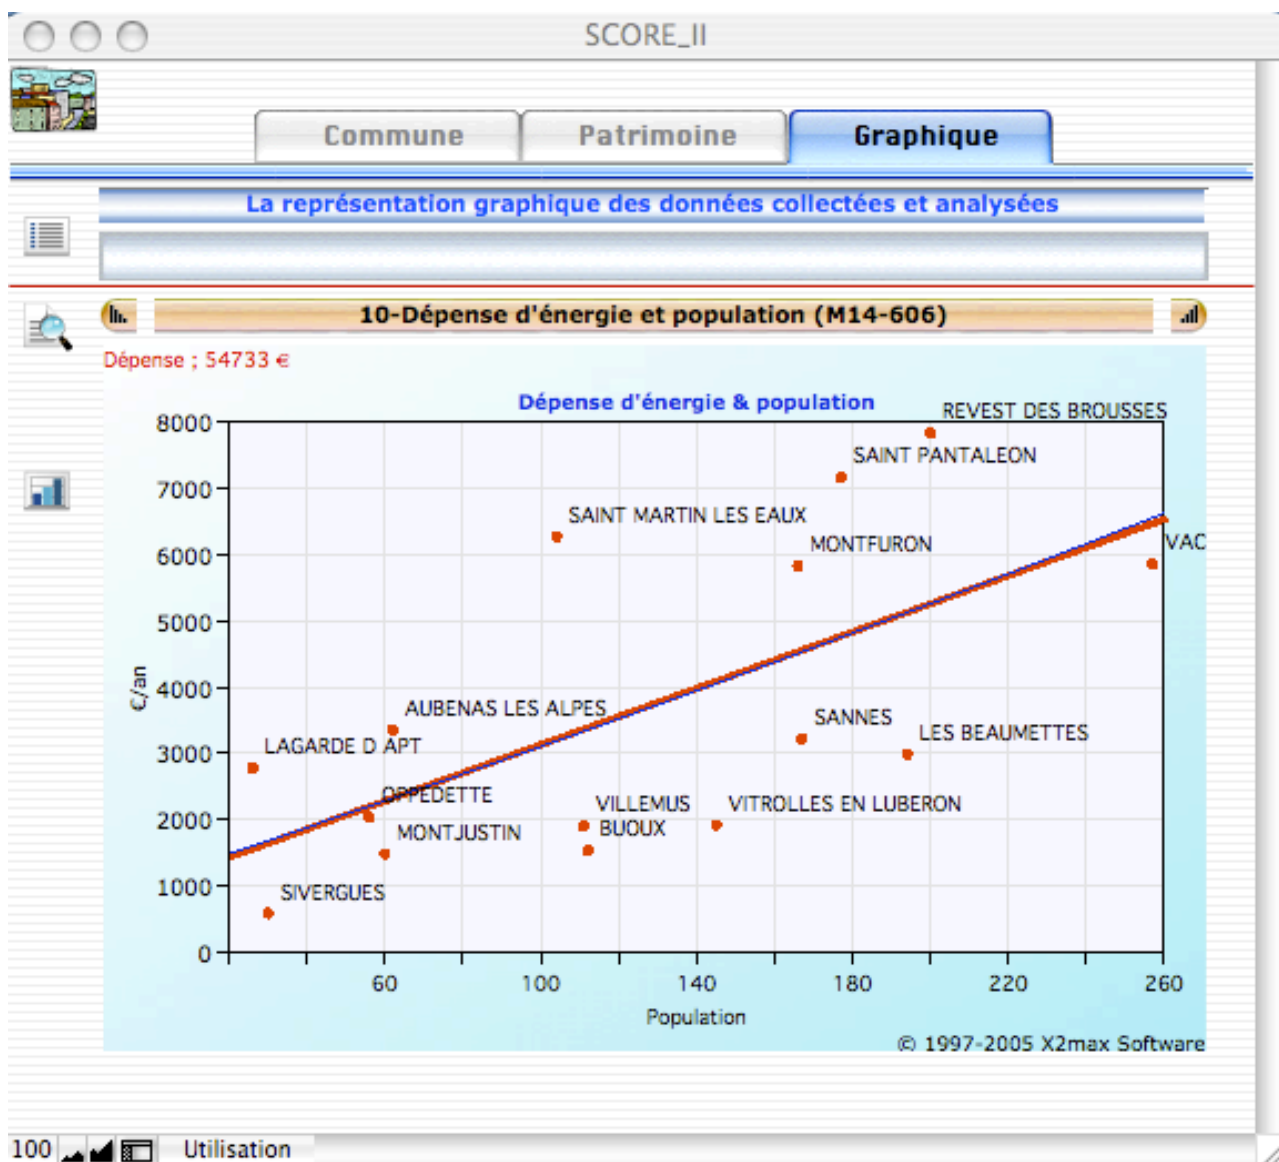 SCORE_II
Commune
Patrimoine
Graphique
La représentation graphique des données collectées et analysées
10-Dépense d'énergie et population (M14-606)
Dépense ; 54733 €
Dépense d'énergie & population
REVEST DES BROUSSES
8000
SAINT PANTALEON
7000
SAINT MARTIN LES EAUX
MONTFURON
VAC
6000
5000
€/an
4000
AUBENAS LES ALPES
SANNES
LES BEAUMETTES
LAGARDE D APT
3000
OPPEDETTE
VILLEMUS
VITROLLES EN LUBERON
2000
MONTJUSTIN
BUOUX
1000
SIVERGUES
0
60
100
140
180
220
260
Population
© 1997-2005 X2max Software
100
Utilisation